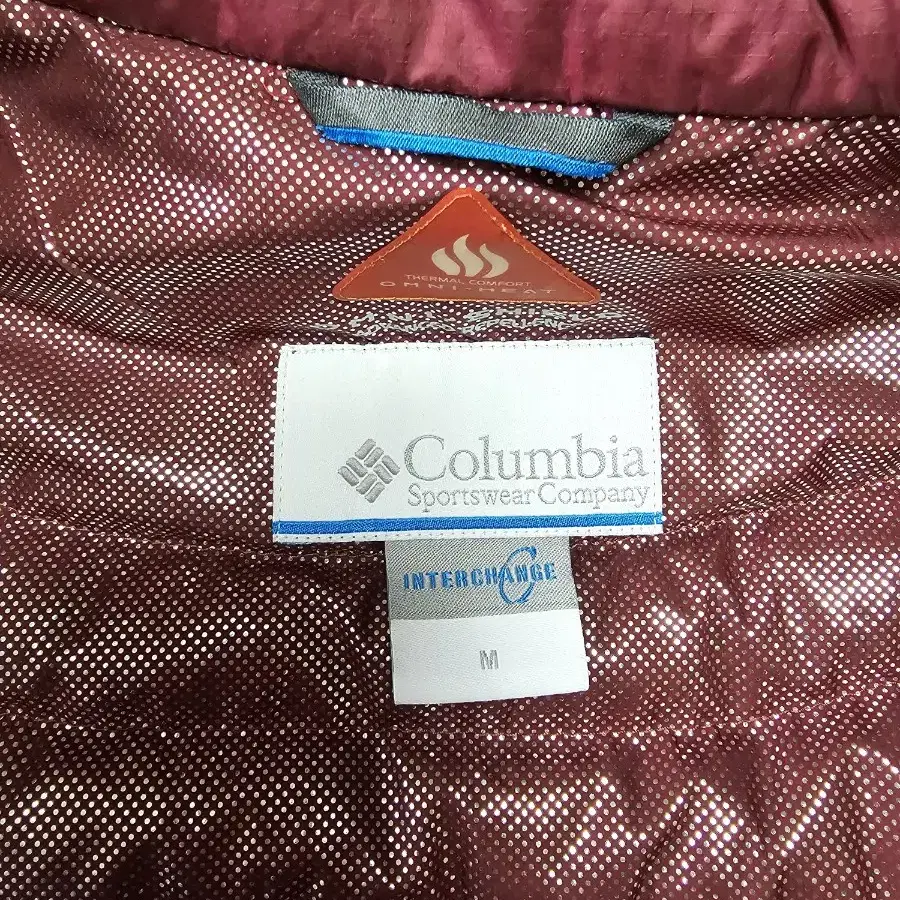 THERMAL COMFORT
OMNI-HEAT
Columbia
Sportswear Company
INTERCHANGE
M